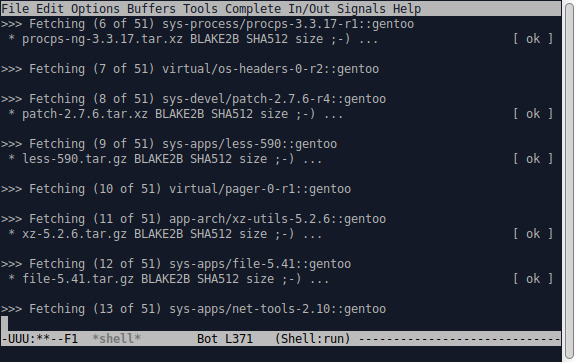 File Edit Options Buffers Tools Complete In/Out Signals Help
>>> Fetching (6 of 51) sys-process/procps-3.3.17-r1::gentoo
 * procps-ng-3.3.17.tar.xz BLAKE2B SHA512 size ;-) ... [ ok ]
>>> Fetching (7 of 51) virtual/os-headers-0-r2::gentoo
>>> Fetching (8 of 51) sys-devel/patch-2.7.6-r4::gentoo
 * patch-2.7.6.tar.xz BLAKE2B SHA512 size ;-) ... [ ok ]
>>> Fetching (9 of 51) sys-apps/less-590::gentoo
 * less-590.tar.gz BLAKE2B SHA512 size ;-) ... [ ok ]
>>> Fetching (10 of 51) virtual/pager-0-r1::gentoo
>>> Fetching (11 of 51) app-arch/xz-utils-5.2.6::gentoo
 * xz-5.2.6.tar.gz BLAKE2B SHA512 size ;-) ... [ ok ]
>>> Fetching (12 of 51) sys-apps/file-5.41::gentoo
 * file-5.41.tar.gz BLAKE2B SHA512 size ;-) ... [ ok ]
>>> Fetching (13 of 51) sys-apps/net-tools-2.10::gentoo
-UUU:**--F1  *shell*        Bot L371   (Shell:run) -----------------------------